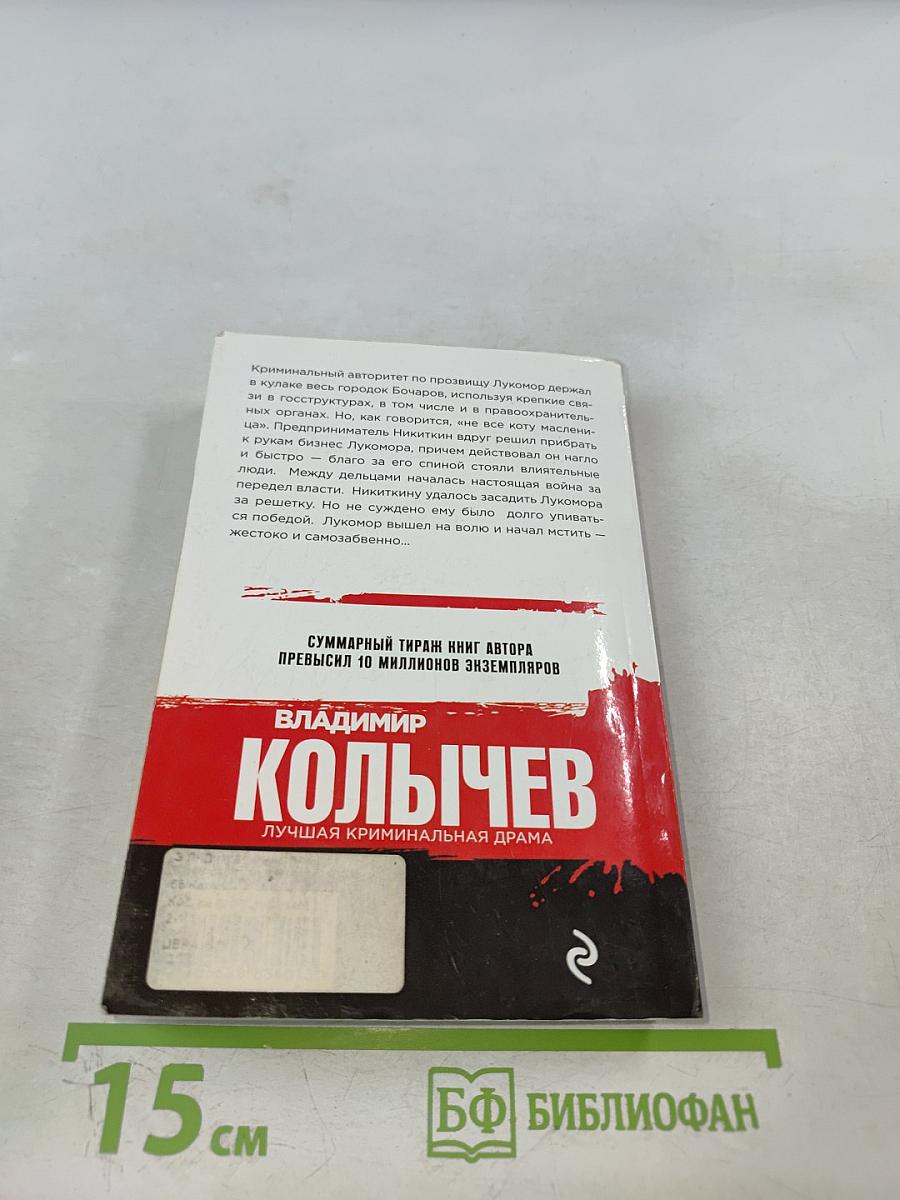 Криминальный авторитет по прозвищу Лукомор держал
в кулаке весь городок Бочаров, используя крепкие свя-
зи в госструктурах, в том числе и в правоохранитель-
ных органах. Но, как говорится, «не все коту маслени-
ца». Предприниматель Никиткин вдруг решил прибрать
к рукам бизнес Лукомора, причем действовал он нагло
и быстро — благо за его спиной стояли влиятельные
люди. Между дельцами началась настоящая война за
передел власти. Никиткину удалось засадить Лукомора
за решетку. Но не суждено ему было долго упивать-
ся победой. Лукомор вышел на волю и начал мстить —
жестоко и самозабвенно...
СУММАРНЫЙ ТИРАЖ КНИГ АВТОРА
ПРЕВЫСИЛ 10 МИЛЛИОНОВ ЭКЗЕМПЛЯРОВ
ВЛАДИМИР
КОЛЫЧЕВ
ЛУЧШАЯ КРИМИНАЛЬНАЯ ДРАМА
15 см
БФ БИБЛИОФАН